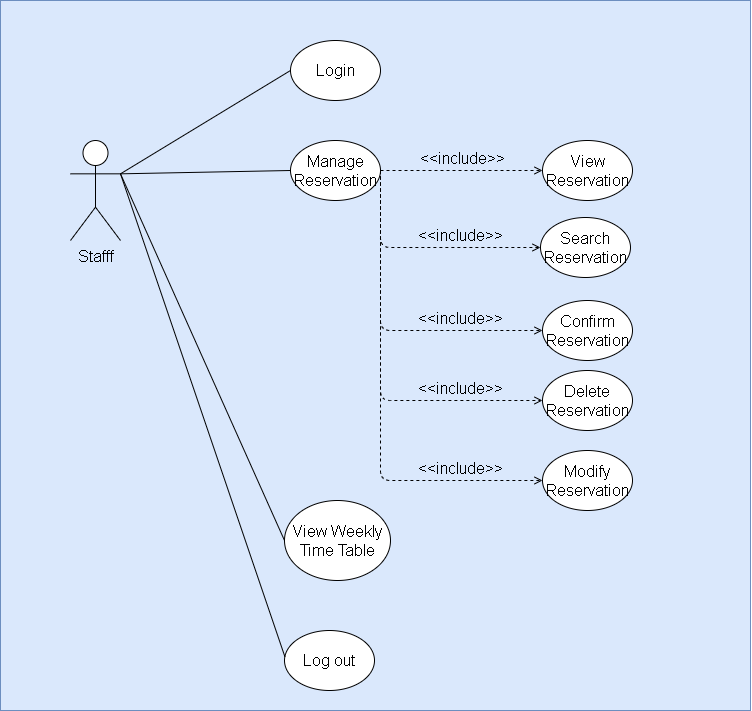 Login
Manage
Reservation
<<include>>
View
Reservation
Stafff
<<include>>
Search
Reservation
<<include>>
Confirm
Reservation
<<include>>
Delete
Reservation
<<include>>
Modify
Reservation
View Weekly
Time Table
Log out